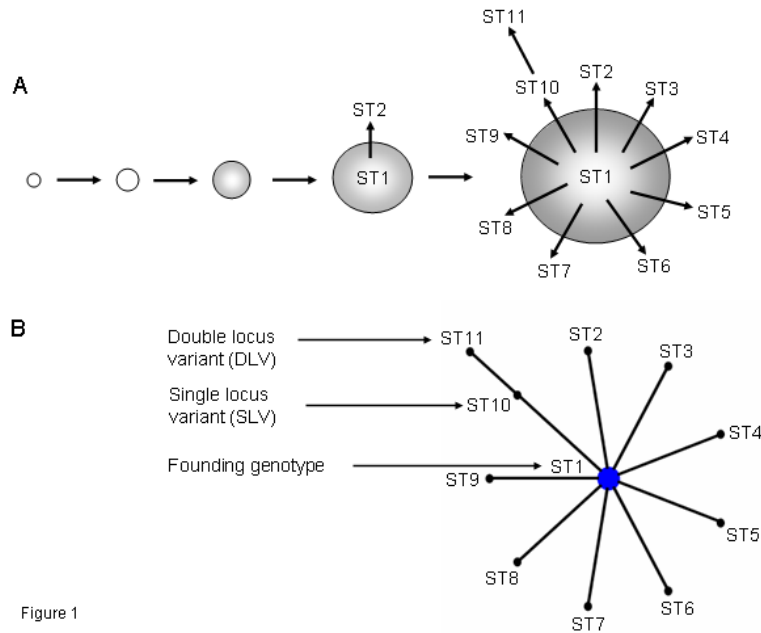 A
ST11
ST10
ST2
ST3
ST9
ST4
ST2
ST1
ST1
ST8
ST5
ST7
ST6
B
Double locus
variant (DLV)
Single locus
variant (SLV)
Founding genotype
ST11
ST2
ST3
ST10
ST4
ST1
ST9
ST5
ST8
ST6
ST7
Figure 1